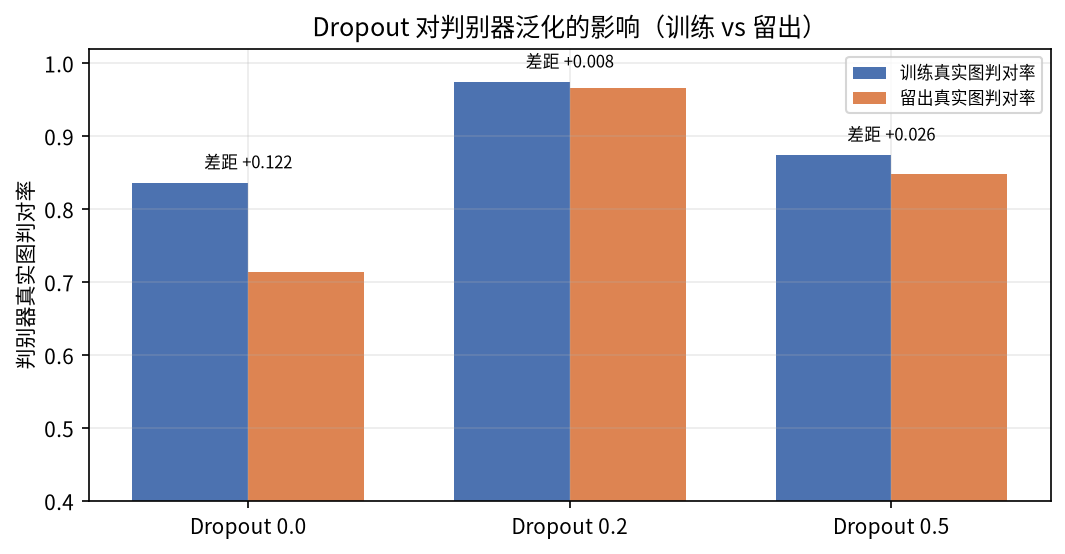 Dropout 对判别器泛化的影响（训练 vs 留出）
训练真实图判对率
留出真实图判对率
判别器真实图判对率
1.0
0.9
0.8
0.7
0.6
0.5
0.4
差距 +0.122
差距 +0.008
差距 +0.026
Dropout 0.0
Dropout 0.2
Dropout 0.5